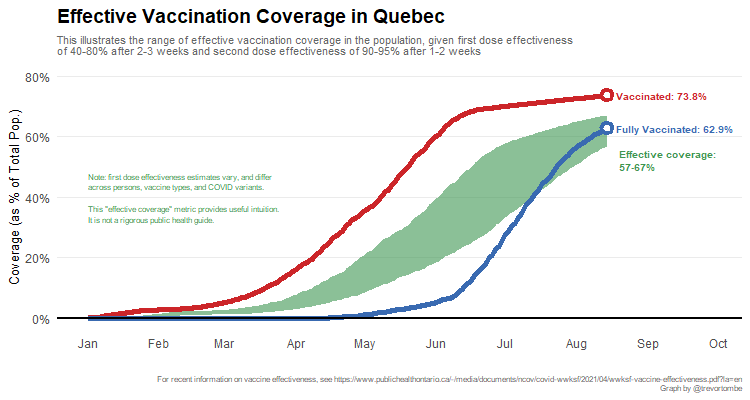 Effective Vaccination Coverage in Quebec
This illustrates the range of effective vaccination coverage in the population, given first dose effectiveness
of 40-80% after 2-3 weeks and second dose effectiveness of 90-95% after 1-2 weeks
80%
60%
40%
20%
0%
Coverage (as % of Total Pop.)
Vaccinated: 73.8%
Fully Vaccinated: 62.9%
Effective coverage:
57-67%
Note: first dose effectiveness estimates vary, and differ
across persons, vaccine types, and COVID variants.
This "effective coverage" metric provides useful intuition.
It is not a rigorous public health guide.
Jan Feb Mar Apr May Jun Jul Aug Sep Oct
For recent information on vaccine effectiveness, see https://www.publichealthontario.ca/-/media/documents/ncov/covid-wwksf/2021/04/wwksf-vaccine-effectiveness.pdf?la=en
Graph by @trevortombe